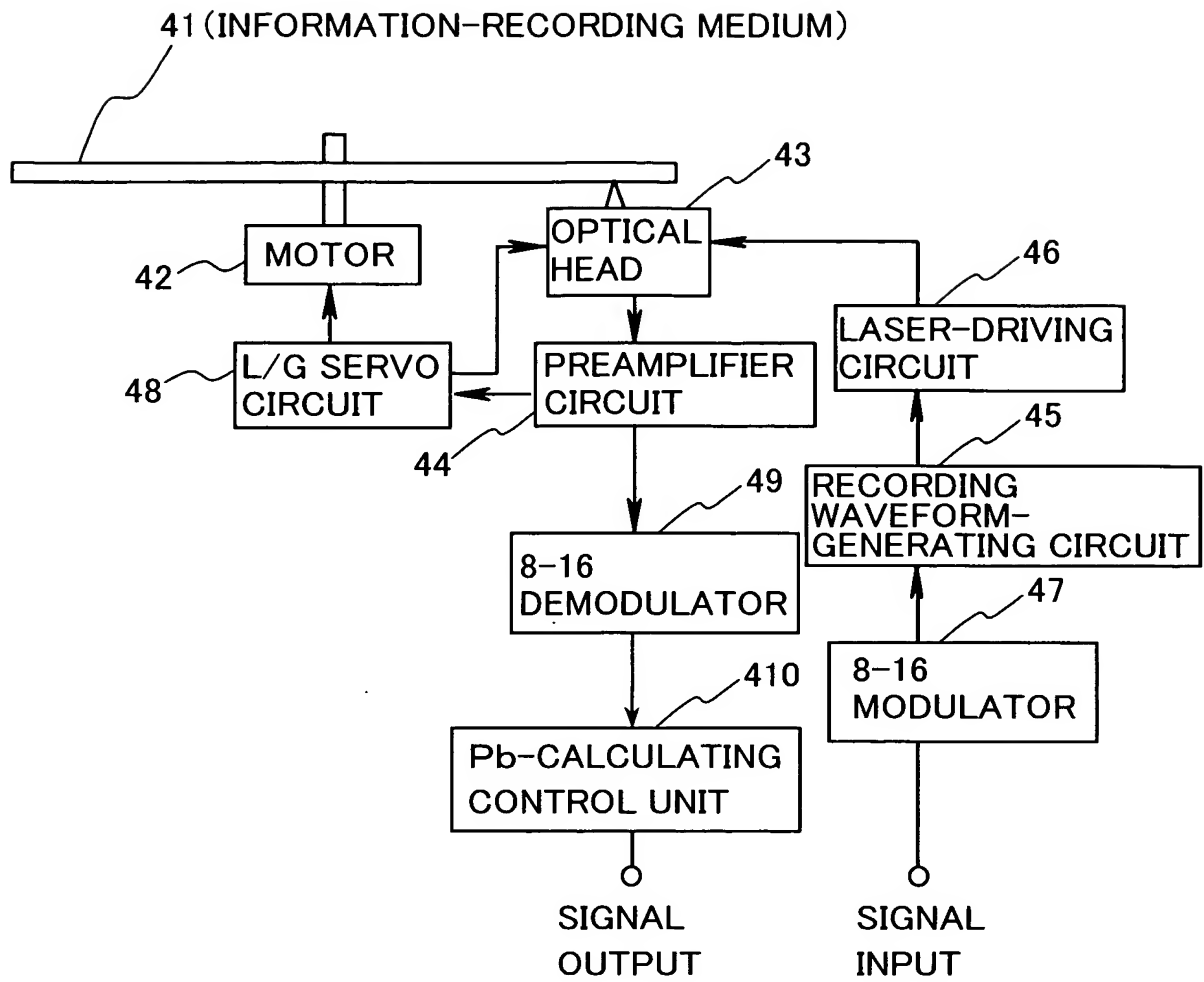 41 (INFORMATION-RECORDING MEDIUM)
43
OPTICAL
HEAD
MOTOR
42
46
LASER-DRIVING
CIRCUIT
L/G SERVO
CIRCUIT
48
PREAMPLIFIER
CIRCUIT
44
45
RECORDING
WAVEFORM-
GENERATING CIRCUIT
49
8-16
DEMODULATOR
47
8-16
MODULATOR
410
Pb-CALCULATING
CONTROL UNIT
SIGNAL
OUTPUT
SIGNAL
INPUT